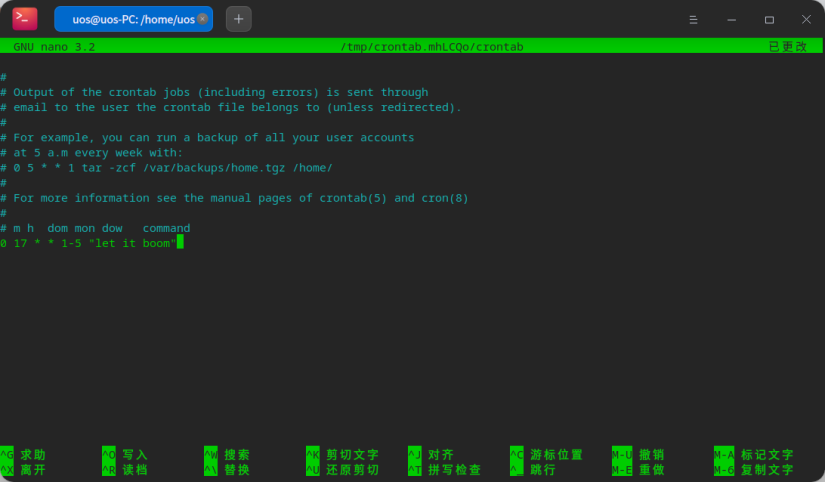 uos@uos-PC: /home/uos
GNU nano 3.2 /tmp/crontab.mhLCQo/crontab 已更改
#
# Output of the crontab jobs (including errors) is sent through
# email to the user the crontab file belongs to (unless redirected).
#
# For example, you can run a backup of all your user accounts
# at 5 a.m every week with:
# 0 5 * * 1 tar -zcf /var/backups/home.tgz /home/
#
# For more information see the manual pages of crontab(5) and cron(8)
#
# m h  dom mon dow   command
0 17 * * 1-5 "let it boom"
^G 求助 ^O 写入 ^W 搜索 ^K 剪切文字 ^J 对齐 ^C 游标位置 M-U 撤销 M-A 标记文字
^X 离开 ^R 读档 ^\ 替换 ^U 还原剪切 ^T 拼写检查 ^_ 跳行 M-E 重做 M-6 复制文字